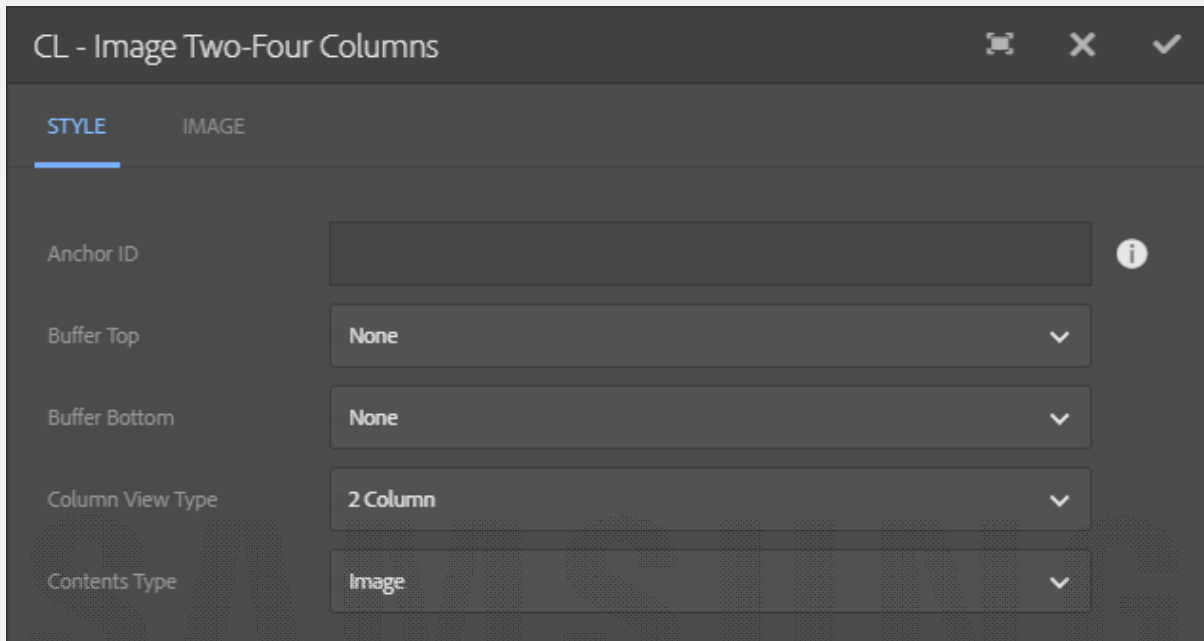 CL - Image Two-Four Columns
STYLE IMAGE
Anchor ID
Buffer Top None
Buffer Bottom None
Column View Type 2 Column
Contents Type Image
SAMSUNG